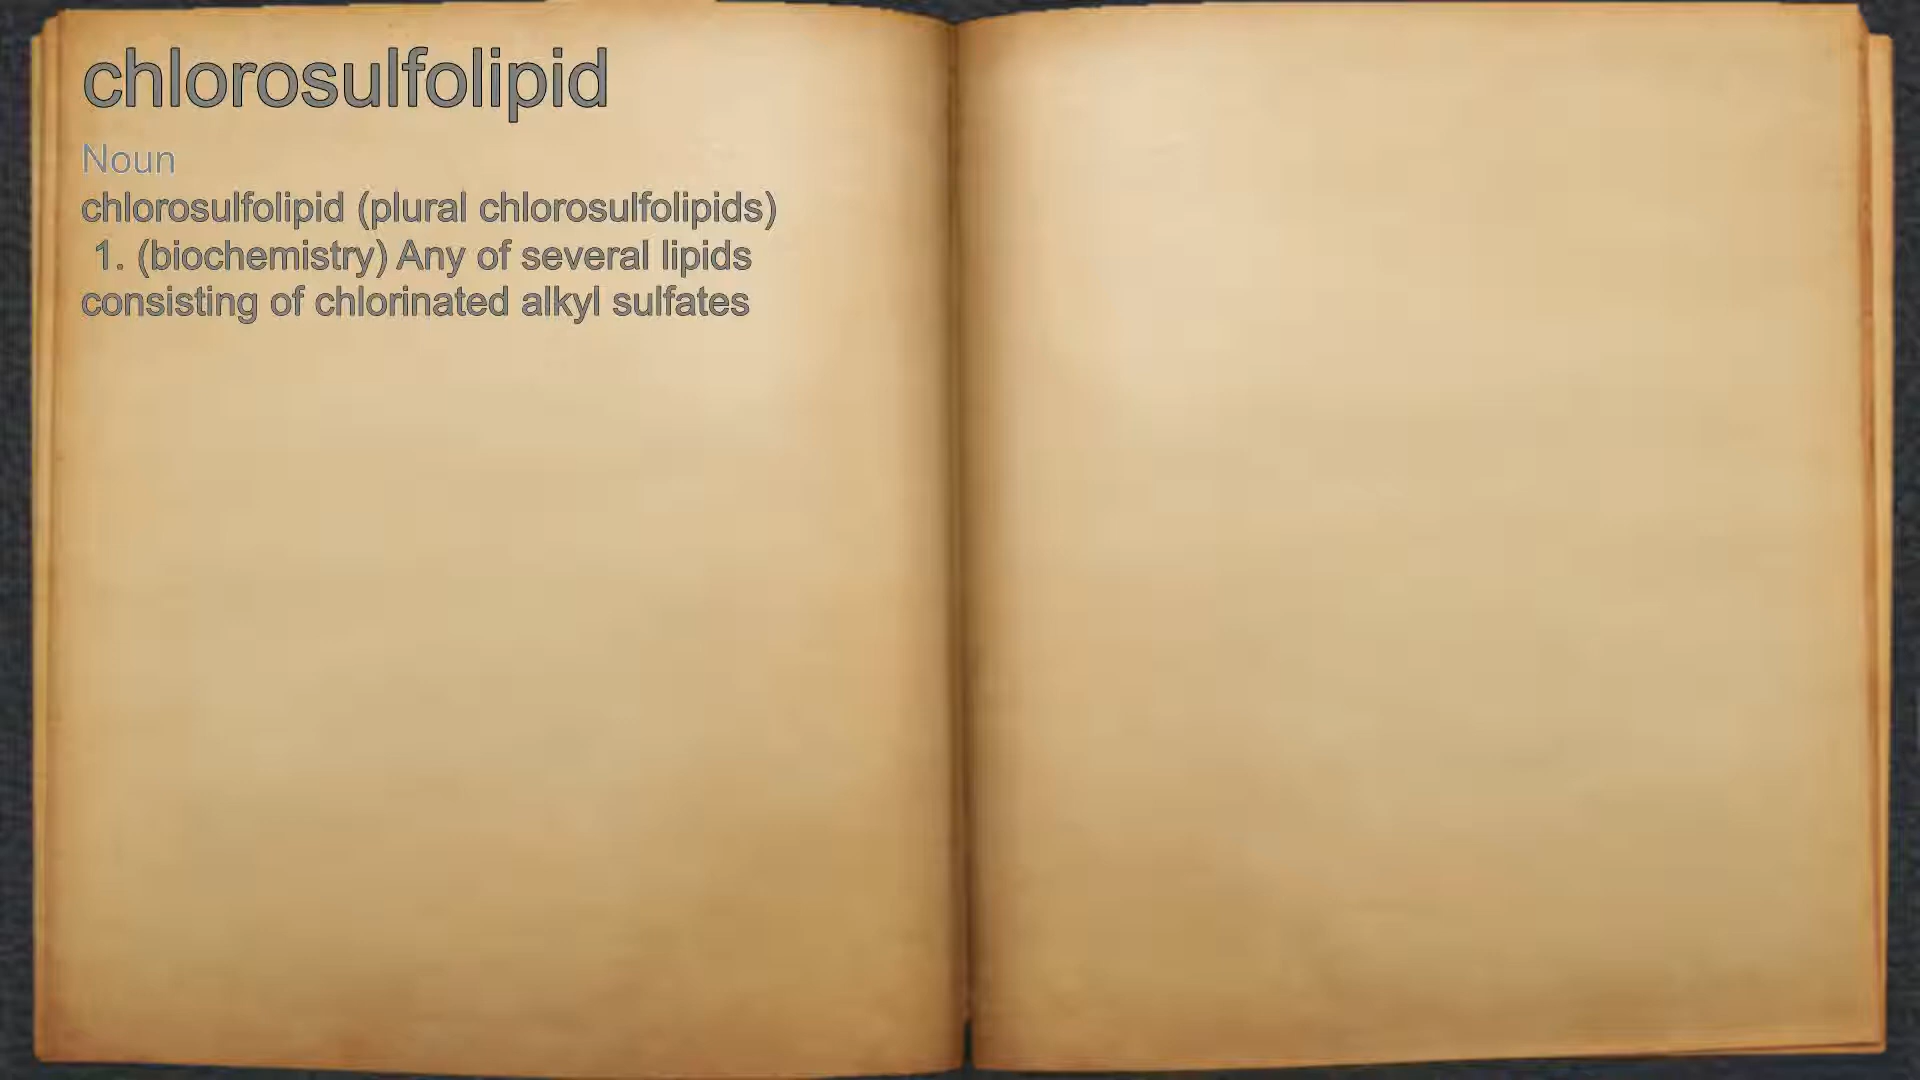 chlorosulfolipid
Noun
chlorosulfolipid (plural chlorosulfolipids)
1. (biochemistry) Any of several lipids
consisting of chlorinated alkyl sulfates